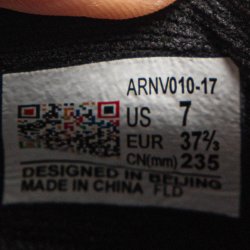 ARNV010-17
US 7
EUR 37⅔
CN(mm) 235
DESIGNED IN BEIJING
MADE IN CHINA FLD